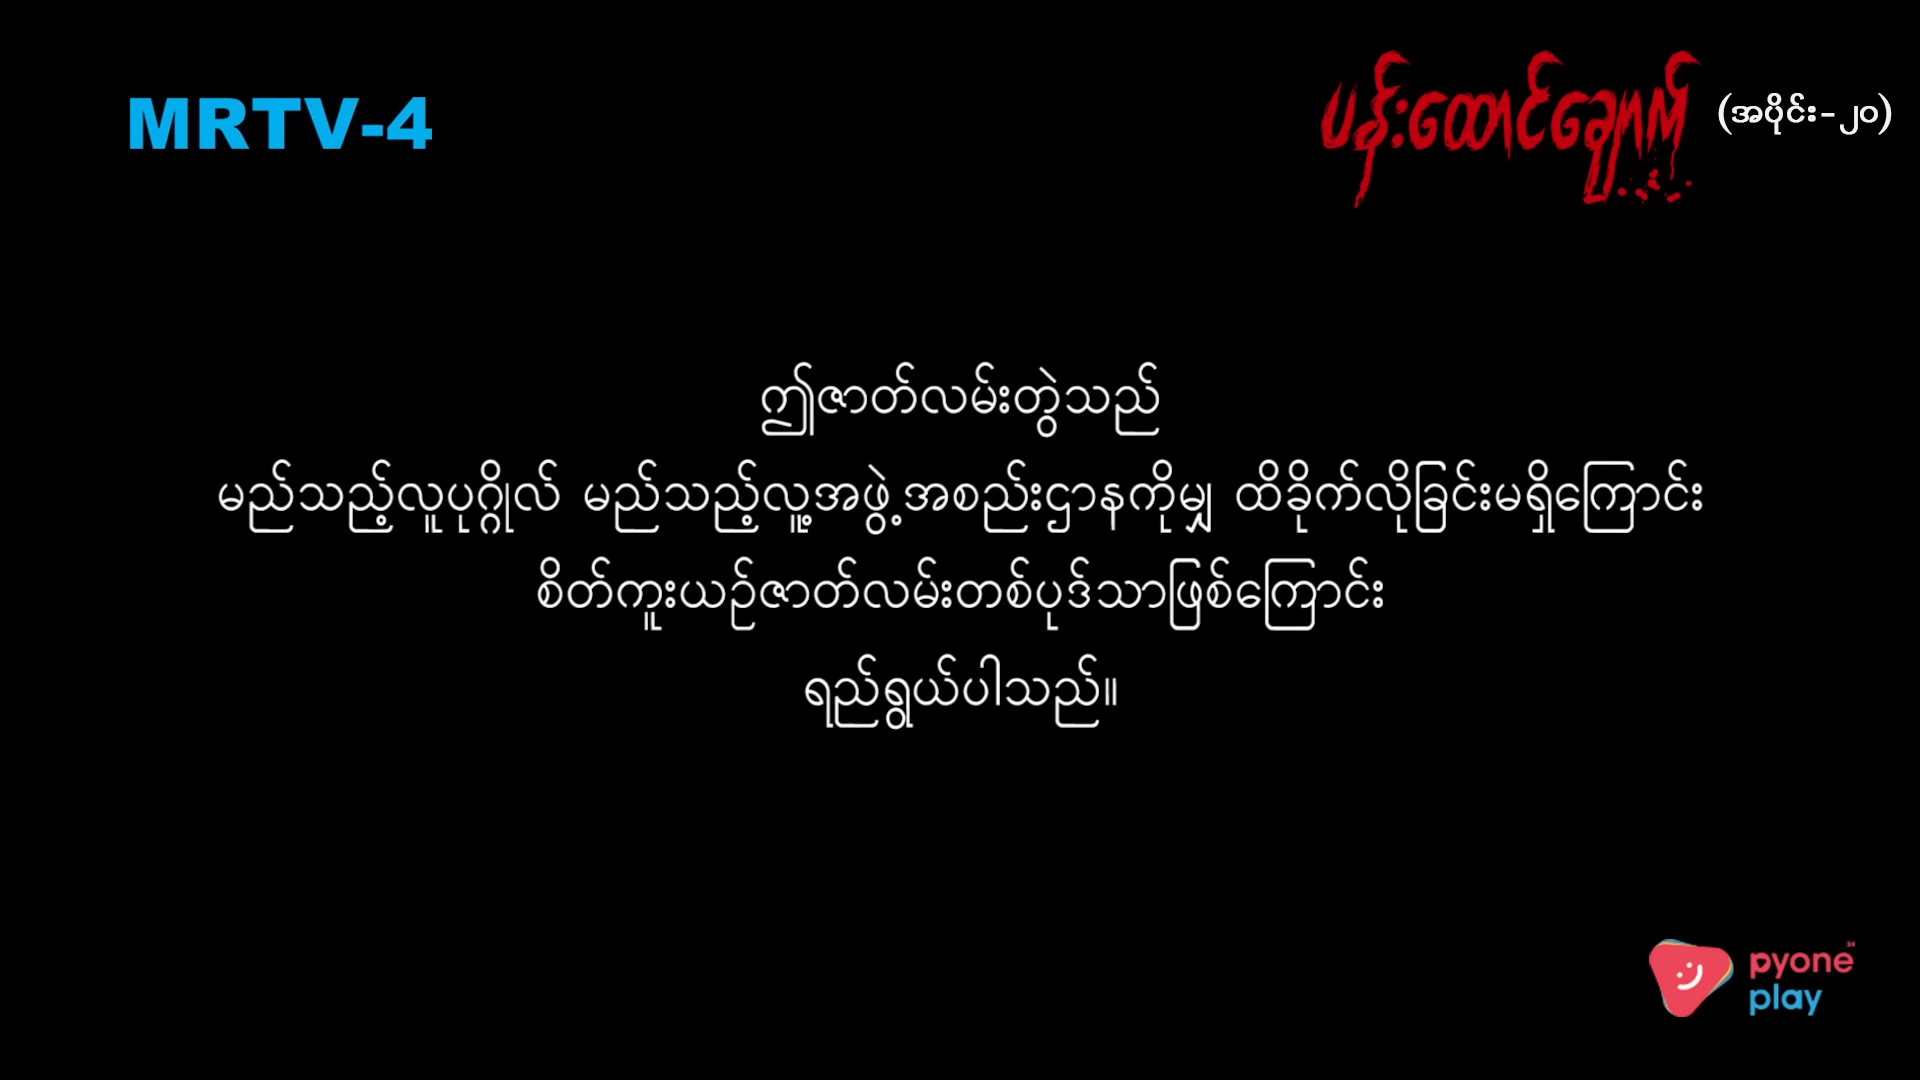 MRTV-4
ပန်းထောင်ချောက် (အပိုင်း-၂၀)
ဤဇာတ်လမ်းတွဲသည်
မည်သည့်လူပုဂ္ဂိုလ် မည်သည့်လူ့အဖွဲ့အစည်းဌာနကိုမျှ ထိခိုက်လိုခြင်းမရှိကြောင်း
စိတ်ကူးယဉ်ဇာတ်လမ်းတစ်ပုဒ်သာဖြစ်ကြောင်း
ရည်ရွယ်ပါသည်။
pyone
play